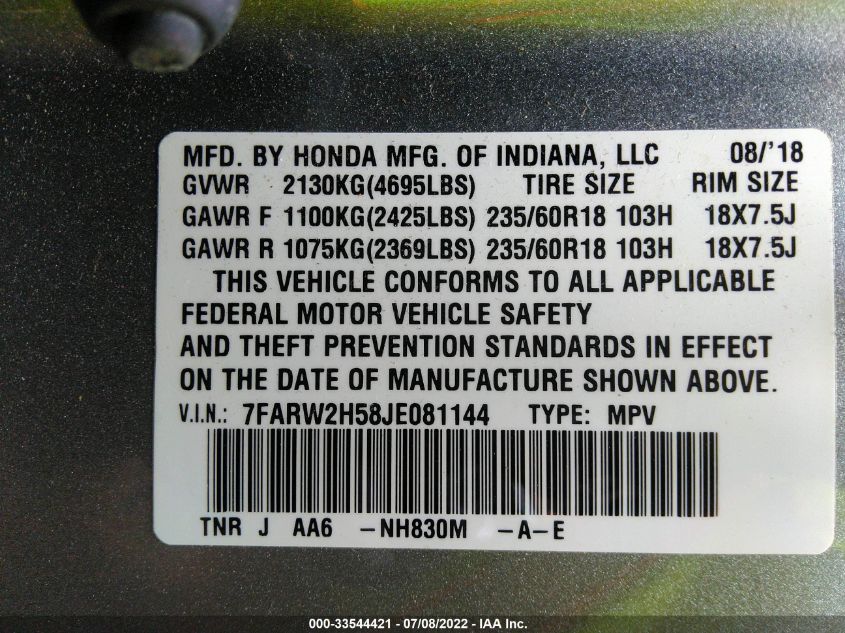 MFD. BY HONDA MFG. OF INDIANA, LLC 08/'18
GVWR 2130KG(4695LBS) TIRE SIZE RIM SIZE
GAWR F 1100KG(2425LBS) 235/60R18 103H 18X7.5J
GAWR R 1075KG(2369LBS) 235/60R18 103H 18X7.5J
THIS VEHICLE CONFORMS TO ALL APPLICABLE
FEDERAL MOTOR VEHICLE SAFETY
AND THEFT PREVENTION STANDARDS IN EFFECT
ON THE DATE OF MANUFACTURE SHOWN ABOVE.
V.I.N.: 7FARW2H58JE081144 TYPE: MPV
TNR J AA6 -NH830M -A-E
000-33544421 - 07/08/2022 - IAA Inc.